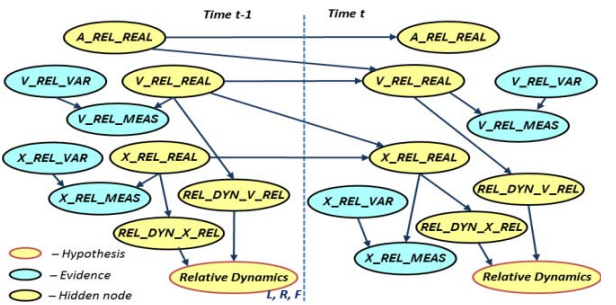 Time t-1 Time t
A_REL_REAL A_REL_REAL
V_REL_VAR V_REL_REAL V_REL_REAL V_REL_VAR
V_REL_MEAS V_REL_MEAS
X_REL_VAR X_REL_REAL X_REL_REAL
X_REL_MEAS REL_DYN_V_REL X_REL_VAR REL_DYN_V_REL
REL_DYN_X_REL REL_DYN_X_REL
– Hypothesis X_REL_MEAS
– Evidence Relative Dynamics Relative Dynamics
– Hidden node L, R, F